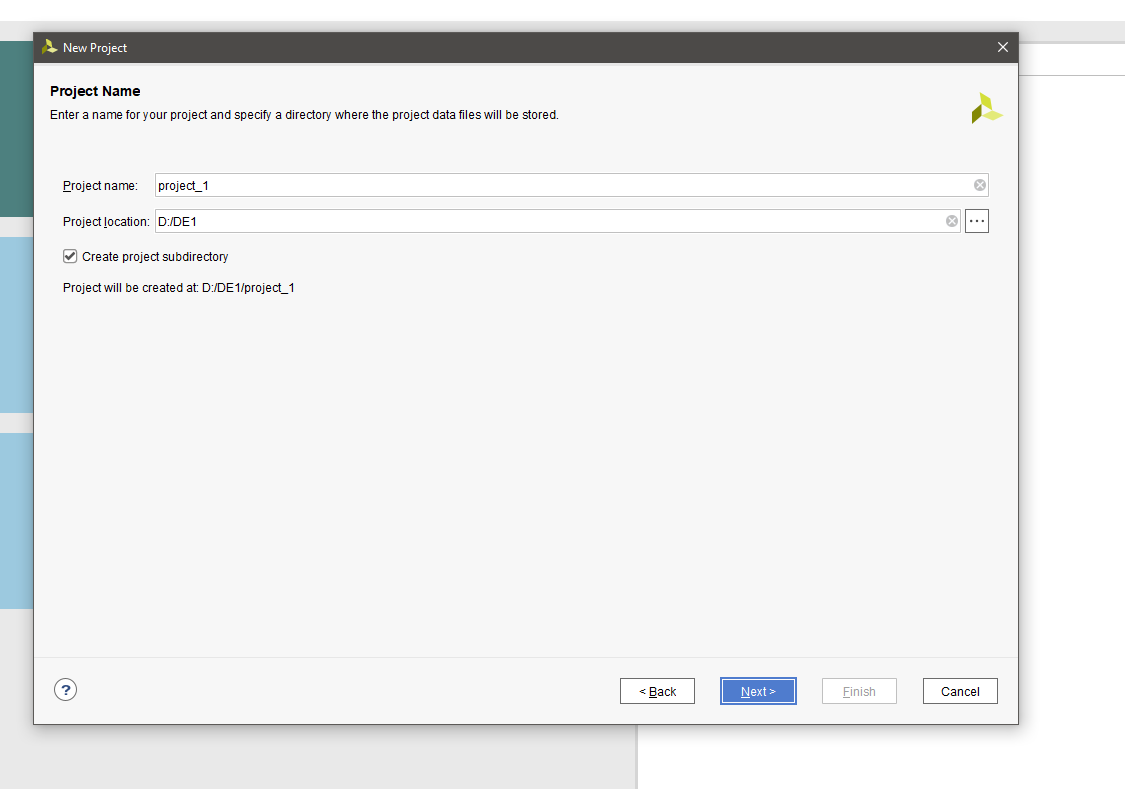 New Project
Project Name
Enter a name for your project and specify a directory where the project data files will be stored.
Project name: project_1
Project location: D:/DE1
...
Create project subdirectory
Project will be created at: D:/DE1/project_1
?
< Back Next > Finish Cancel